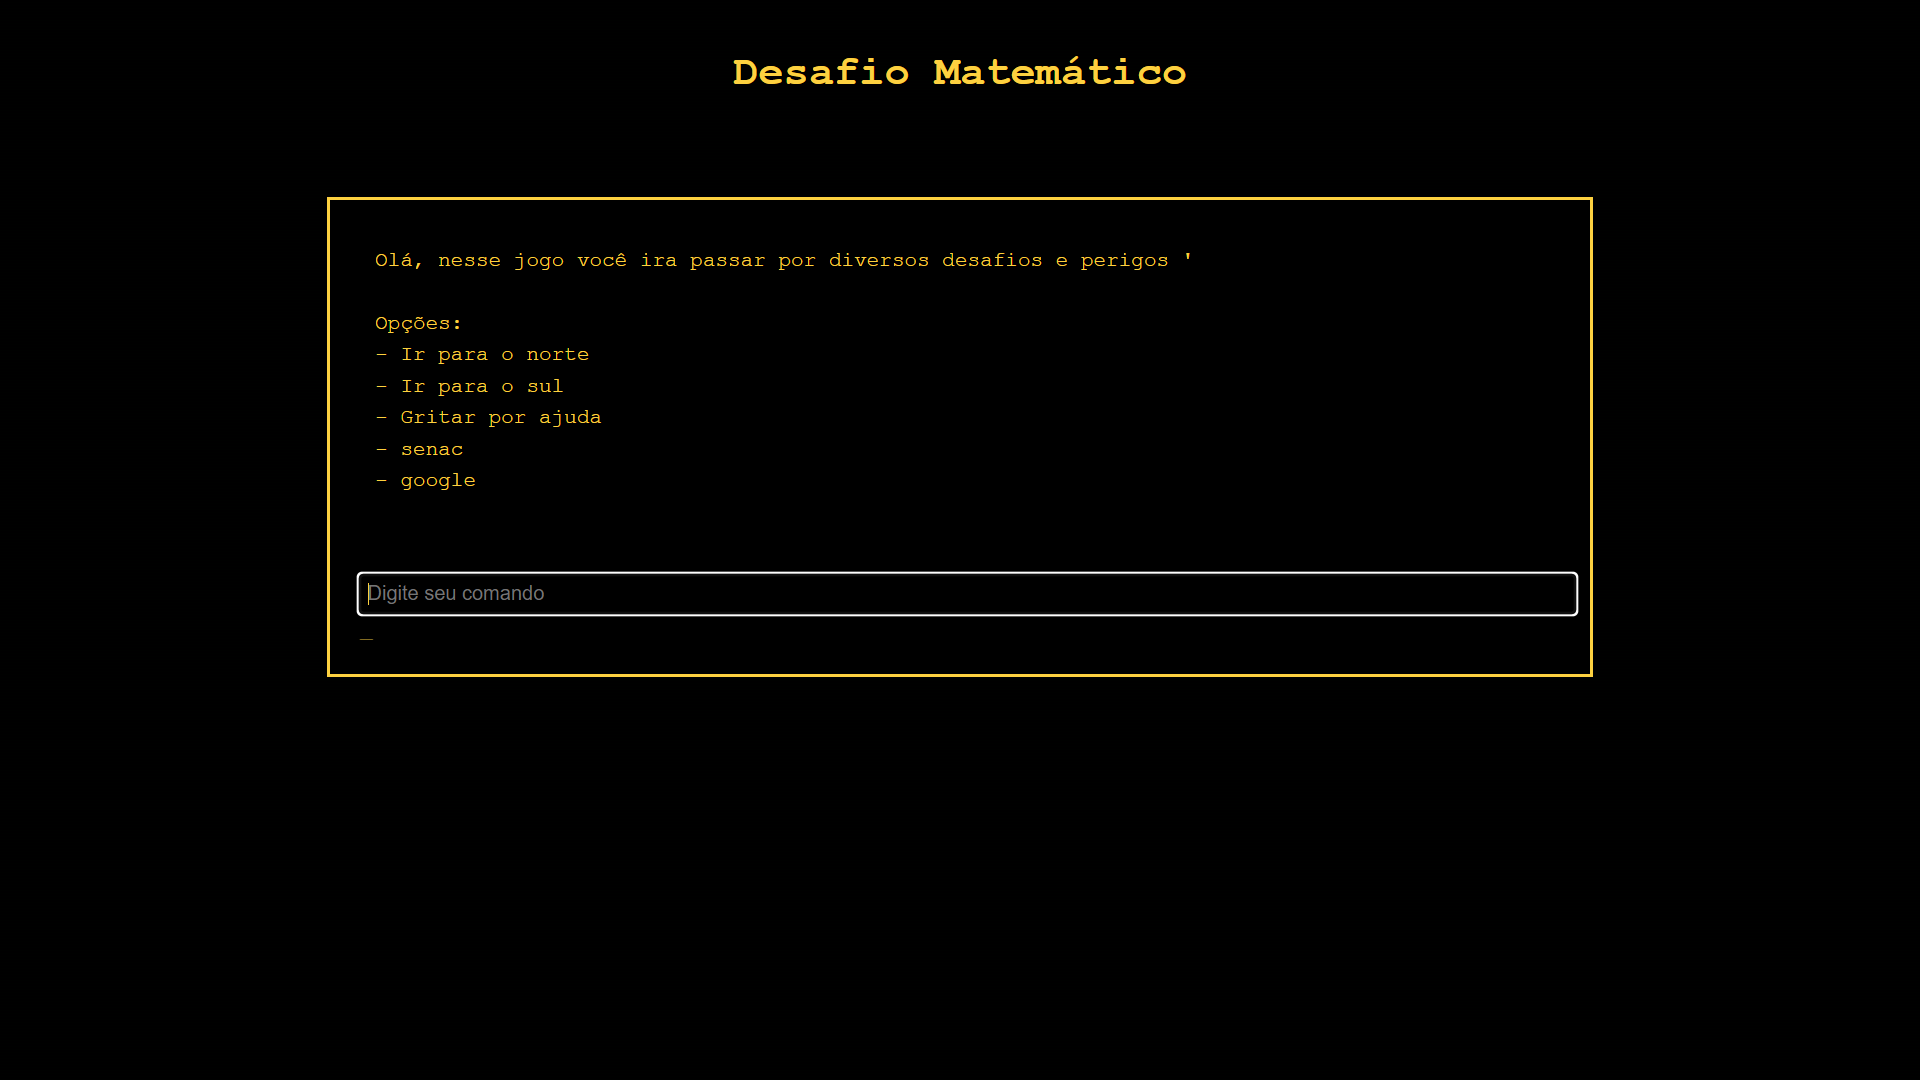 Desafio Matemático
Olá, nesse jogo você ira passar por diversos desafios e perigos '
Opções:
- Ir para o norte
- Ir para o sul
- Gritar por ajuda
- senac
- google
Digite seu comando
_